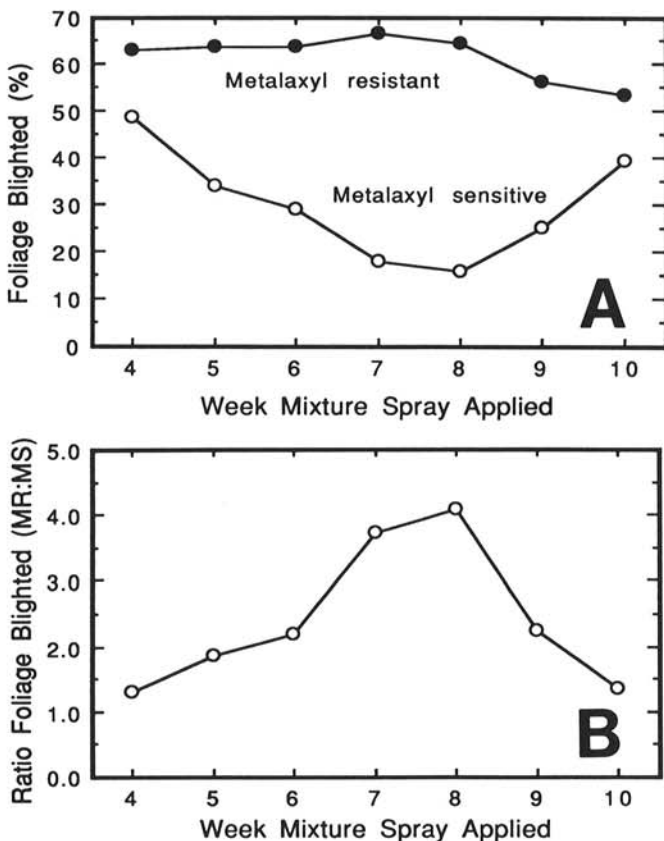 Foliage Blighted (%)
70
60
50
40
30
20
10
0
Metalaxyl resistant
Metalaxyl sensitive
A
4 5 6 7 8 9 10
Week Mixture Spray Applied
Ratio Foliage Blighted (MR:MS)
5.0
4.0
3.0
2.0
1.0
0.0
B
4 5 6 7 8 9 10
Week Mixture Spray Applied